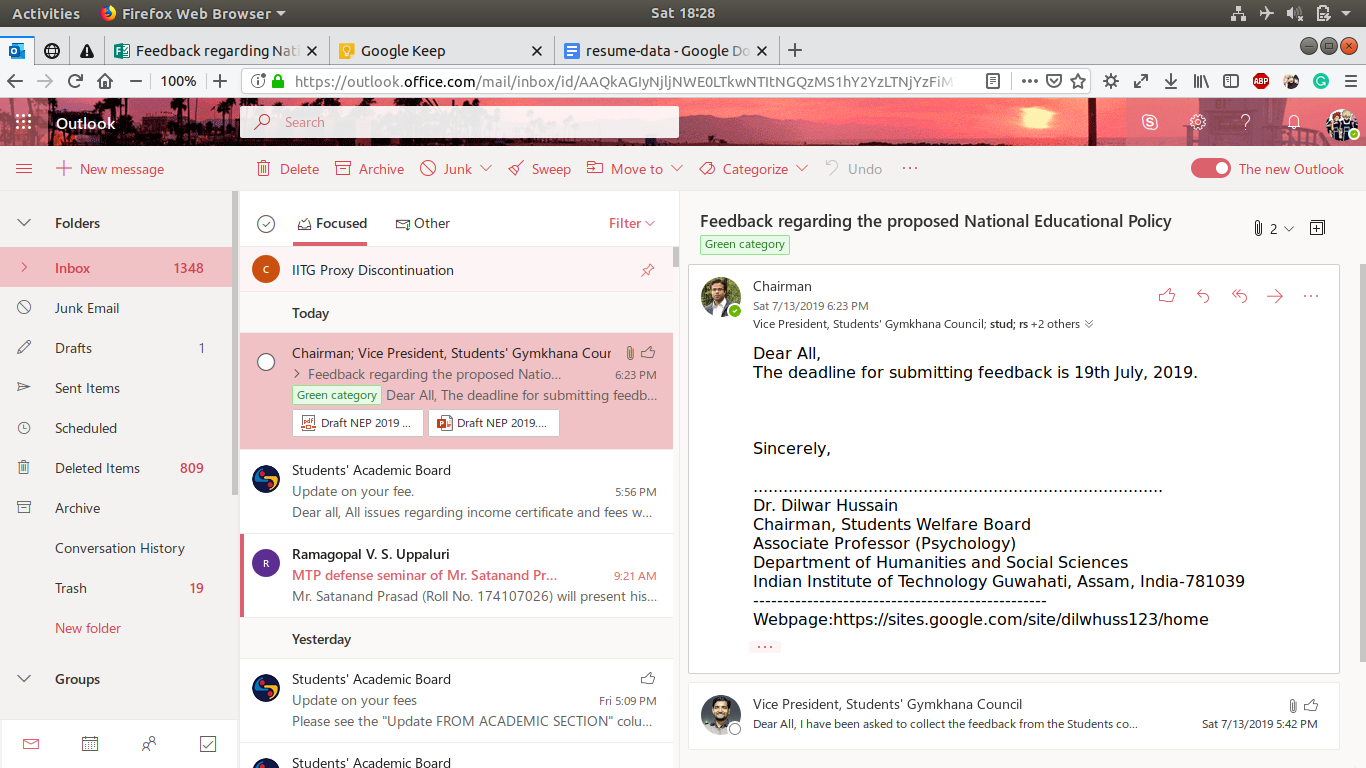 Activities
Firefox Web Browser
Sat 18:28
Feedback regarding Nati
Google Keep
resume-data - Google Do
100%
https://outlook.office.com/mail/inbox/id/AAQkAGIyNjljNWE0LTkwNTItNGQzMS1hY2YzLTNjYzFiM
ABP
Outlook
Search
New message
Delete
Archive
Junk
Sweep
Move to
Categorize
Undo
The new Outlook
Folders
Inbox 1348
Junk Email
Drafts 1
Sent Items
Scheduled
Deleted Items 809
Archive
Conversation History
Trash 19
New folder
Groups
Focused
Other
Filter
C
IITG Proxy Discontinuation
Today
Chairman; Vice President, Students' Gymkhana Cour
Feedback regarding the proposed Natio... 6:23 PM
Green category Dear All, The deadline for submitting feedb...
Draft NEP 2019 ...
Draft NEP 2019....
Students' Academic Board
Update on your fee. 5:56 PM
Dear all, All issues regarding income certificate and fees w...
R
Ramagopal V. S. Uppaluri
MTP defense seminar of Mr. Satanand Pr... 9:21 AM
Mr. Satanand Prasad (Roll No. 174107026) will present his...
Yesterday
Students' Academic Board
Update on your fees Fri 5:09 PM
Please see the "Update FROM ACADEMIC SECTION" colu...
Students' Academic Board
Feedback regarding the proposed National Educational Policy
Green category
2
Chairman
Sat 7/13/2019 6:23 PM
Vice President, Students' Gymkhana Council; stud; rs +2 others
Dear All,
The deadline for submitting feedback is 19th July, 2019.
Sincerely,
................................................................................
Dr. Dilwar Hussain
Chairman, Students Welfare Board
Associate Professor (Psychology)
Department of Humanities and Social Sciences
Indian Institute of Technology Guwahati, Assam, India-781039
-------------------------------------------------
Webpage:https://sites.google.com/site/dilwhuss123/home
...
Vice President, Students' Gymkhana Council
Dear All, I have been asked to collect the feedback from the Students co...
Sat 7/13/2019 5:42 PM